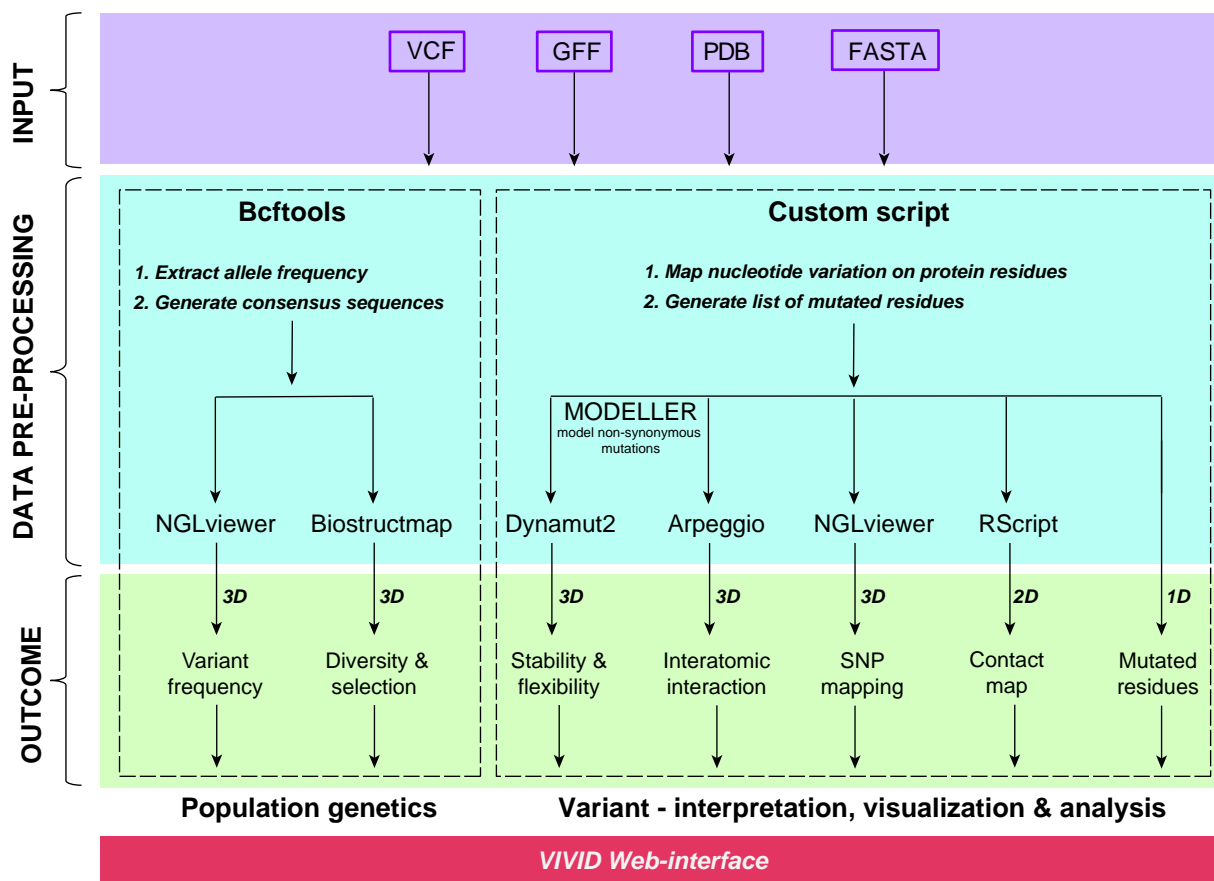 INPUT
VCF
GFF
PDB
FASTA
DATA PRE-PROCESSING
Bcftools
1. Extract allele frequency
2. Generate consensus sequences
Custom script
1. Map nucleotide variation on protein residues
2. Generate list of mutated residues
MODELLER
model non-synonymous
mutations
NGLviewer
Biostructmap
Dynamut2
Arpeggio
NGLviewer
RScript
OUTCOME
3D
3D
3D
3D
3D
2D
1D
Variant
frequency
Diversity &
selection
Stability &
flexibility
Interatomic
interaction
SNP
mapping
Contact
map
Mutated
residues
Population genetics
Variant - interpretation, visualization & analysis
VIVID Web-interface